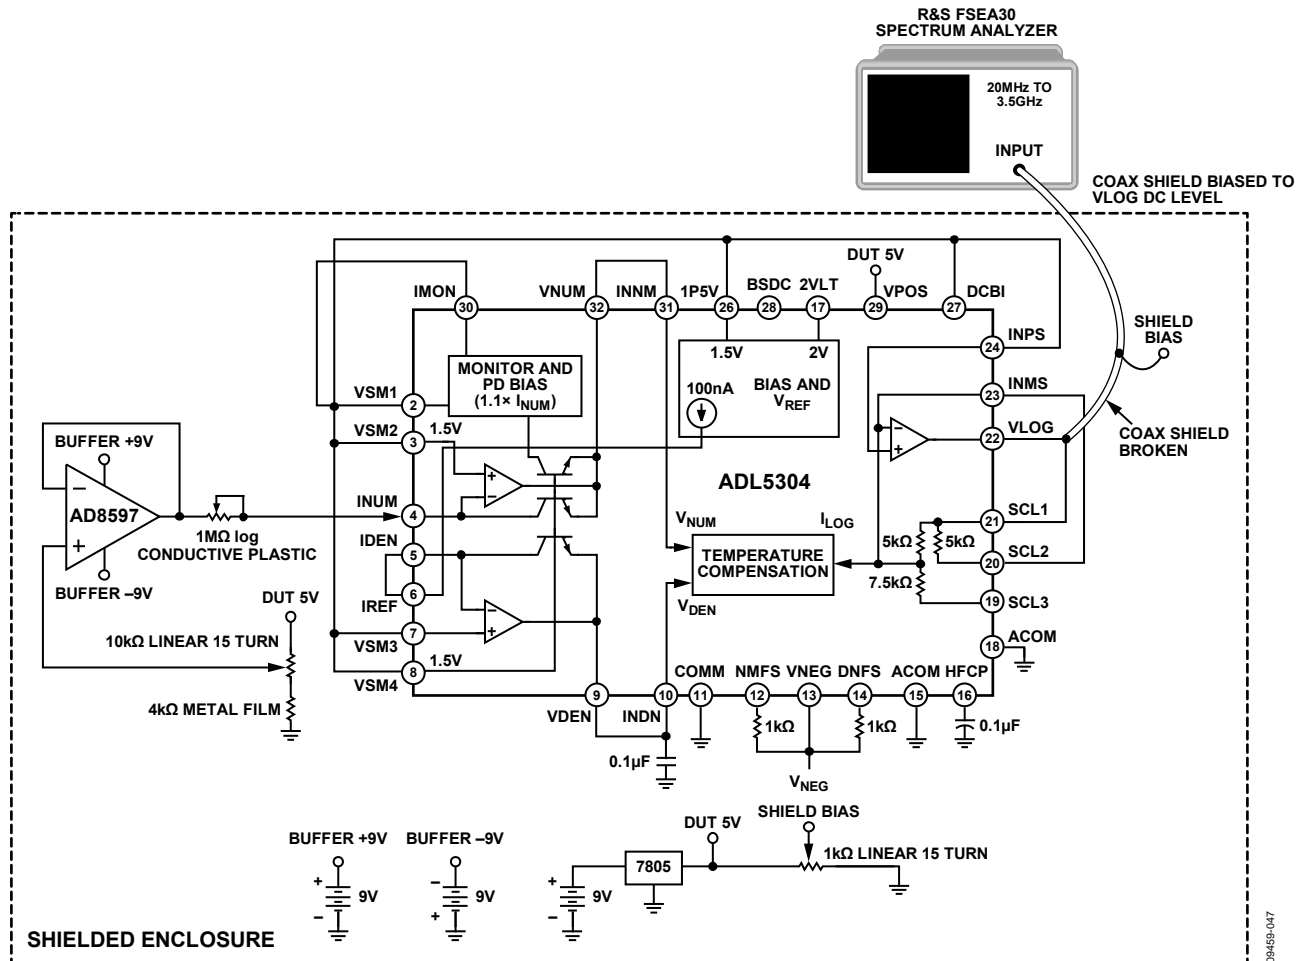 R&S FSEA30
SPECTRUM ANALYZER
20MHz TO
3.5GHz
INPUT
COAX SHIELD BIASED TO
VLOG DC LEVEL
DUT 5V
IMON
VNUM
INNM
1P5V
BSDC
2VLT
VPOS
DCBI
30
32
31
26
28
17
29
27
SHIELD
BIAS
INPS
24
1.5V
2V
MONITOR AND
PD BIAS
(1.1× INUM)
100nA
BIAS AND
VREF
INMS
23
VSM1
2
VSM2
3
1.5V
VLOG
22
COAX SHIELD
BROKEN
BUFFER +9V
−
+
AD8597
BUFFER –9V
1MΩ log
CONDUCTIVE PLASTIC
+
−
−
+
ADL5304
INUM
4
IDEN
5
6
IREF
VSM3
7
−
+
8
1.5V
VSM4
VNUM
ILOG
TEMPERATURE
COMPENSATION
VDEN
SCL1
21
5kΩ
5kΩ
SCL2
20
7.5kΩ
19
SCL3
ACOM
18
DUT 5V
10kΩ LINEAR 15 TURN
4kΩ METAL FILM
COMM
NMFS
VNEG
DNFS
ACOM
HFCP
9
10
11
12
13
14
15
16
VDEN
INDN
1kΩ
1kΩ
0.1µF
0.1µF
VNEG
BUFFER +9V
BUFFER –9V
DUT 5V
SHIELD BIAS
1kΩ LINEAR 15 TURN
+
9V
−
−
9V
+
+
9V
−
7805
SHIELDED ENCLOSURE
09459-047